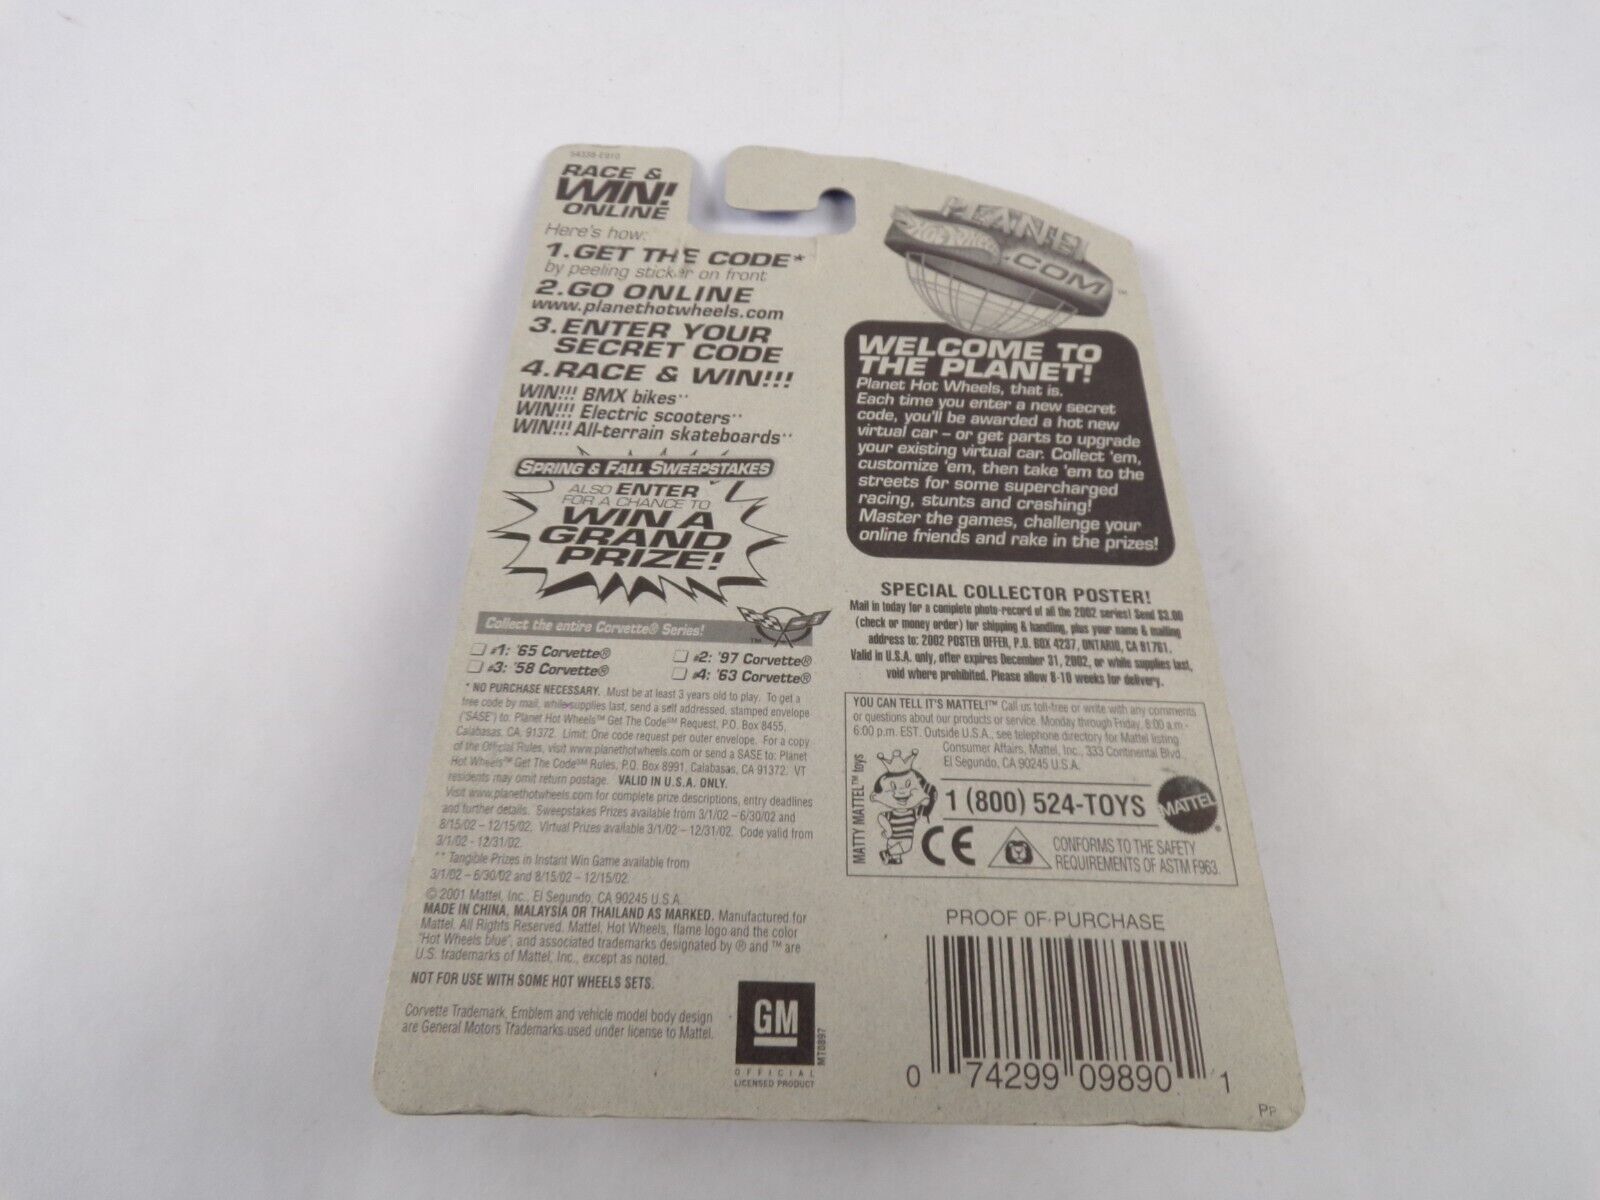 RACE &
WIN!
ONLINE
Here's how:
1.GET THE CODE*
by peeling sticker on front
2.GO ONLINE
www.planethotwheels.com
3.ENTER YOUR
SECRET CODE
4.RACE & WIN!!!
WIN!!! BMX bikes**
WIN!!! Electric scooters**
WIN!!! All-terrain skateboards**
SPRING & FALL SWEEPSTAKES
ALSO ENTER
FOR A CHANCE TO
WIN A
GRAND
PRIZE!
Collect the entire Corvette® Series!
TM
#1: '65 Corvette®
#2: '97 Corvette®
#3: '58 Corvette®
#4: '63 Corvette®
* NO PURCHASE NECESSARY. Must be at least 3 years old to play. To get a
free code by mail, while supplies last, send a self addressed, stamped envelope
("SASE") to: Planet Hot Wheels™ Get The Code℠ Request, P.O. Box 8455,
Calabasas, CA. 91372. Limit: One code request per outer envelope. For a copy
of the Official Rules, visit www.planethotwheels.com or send a SASE to: Planet
Hot Wheels™ Get The Code℠ Rules, P.O. Box 8991, Calabasas, CA 91372. VT
residents may omit return postage. VALID IN U.S.A. ONLY.
Visit www.planethotwheels.com for complete prize descriptions, entry deadlines
and further details. Sweepstakes Prizes available from 3/1/02 – 6/30/02 and
8/15/02 – 12/15/02. Virtual Prizes available 3/1/02 – 12/31/02. Code valid from
3/1/02 - 12/31/02.
** Tangible Prizes in Instant Win Game available from
3/1/02 – 6/30/02 and 8/15/02 – 12/15/02.
© 2001 Mattel, Inc., El Segundo, CA 90245 U.S.A.
MADE IN CHINA, MALAYSIA OR THAILAND AS MARKED. Manufactured for
Mattel. All Rights Reserved. Mattel, Hot Wheels, flame logo and the color
"Hot Wheels blue", and associated trademarks designated by ® and ™ are
U.S. trademarks of Mattel, Inc., except as noted.
NOT FOR USE WITH SOME HOT WHEELS SETS.
Corvette Trademark, Emblem and vehicle model body design
are General Motors Trademarks used under license to Mattel.
GM
OFFICIAL
LICENSED PRODUCT
MT0897
PLANET
HOT WHEELS
.COM
™
WELCOME TO
THE PLANET!
Planet Hot Wheels, that is.
Each time you enter a new secret
code, you'll be awarded a hot new
virtual car – or get parts to upgrade
your existing virtual car. Collect 'em,
customize 'em, then take 'em to the
streets for some supercharged
racing, stunts and crashing!
Master the games, challenge your
online friends and rake in the prizes!
SPECIAL COLLECTOR POSTER!
Mail in today for a complete photo-record of all the 2002 series! Send $3.00
(check or money order) for shipping & handling, plus your name & mailing
address to: 2002 POSTER OFFER, P.O. BOX 4237, ONTARIO, CA 91761.
Valid in U.S.A. only, offer expires December 31, 2002, or while supplies last,
void where prohibited. Please allow 8-10 weeks for delivery.
YOU CAN TELL IT'S MATTEL!™ Call us toll-free or write with any comments
or questions about our products or service. Monday through Friday, 8:00 a.m -
6:00 p.m. EST. Outside U.S.A., see telephone directory for Mattel listing.
Consumer Affairs, Mattel, Inc., 333 Continental Blvd.,
El Segundo, CA 90245 U.S.A.
MATTY MATTEL™ toys
1 (800) 524-TOYS
MATTEL
®
CE
CONFORMS TO THE SAFETY
REQUIREMENTS OF ASTM F963.
PROOF OF PURCHASE
0 74299 09890 1